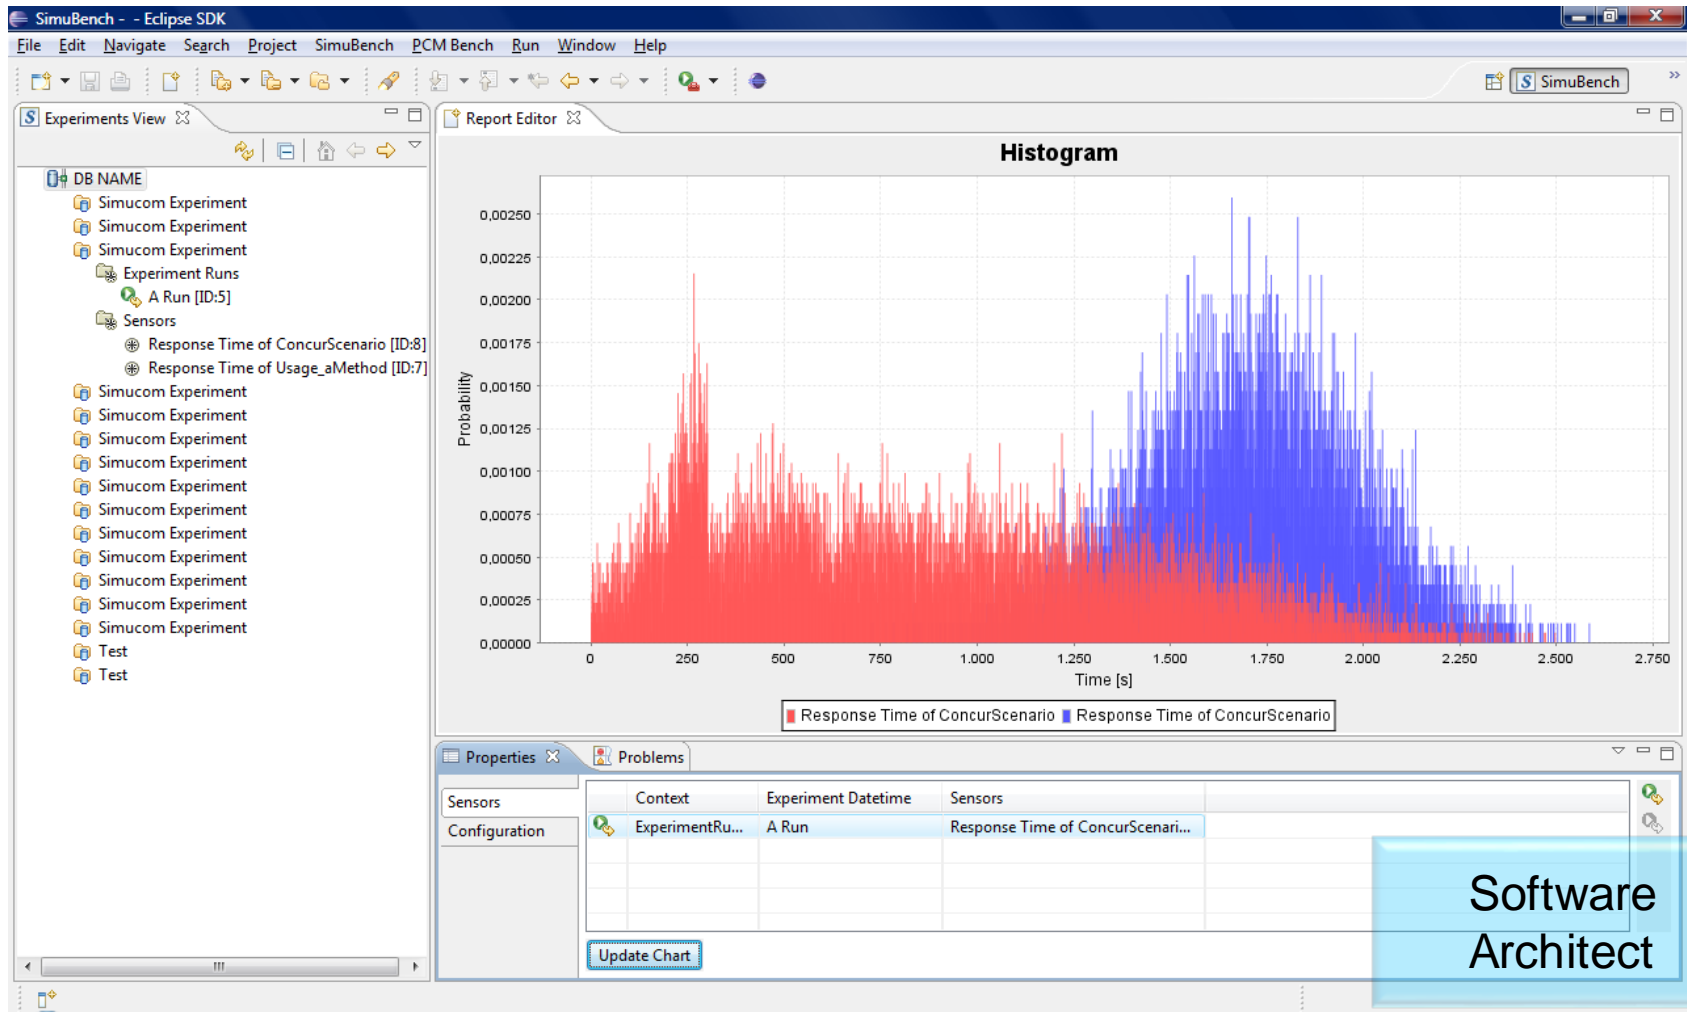 SimuBench - - Eclipse SDK
File Edit Navigate Search Project SimuBench PCM Bench Run Window Help
SimuBench
Experiments View
DB NAME
Simucom Experiment
Simucom Experiment
Simucom Experiment
Experiment Runs
A Run [ID:5]
Sensors
Response Time of ConcurScenario [ID:8]
Response Time of Usage_aMethod [ID:7]
Simucom Experiment
Simucom Experiment
Simucom Experiment
Simucom Experiment
Simucom Experiment
Simucom Experiment
Simucom Experiment
Simucom Experiment
Simucom Experiment
Simucom Experiment
Simucom Experiment
Test
Test
Report Editor
Histogram
Probability
0,00250
0,00225
0,00200
0,00175
0,00150
0,00125
0,00100
0,00075
0,00050
0,00025
0,00000
0 250 500 750 1.000 1.250 1.500 1.750 2.000 2.250 2.500 2.750
Time [s]
Response Time of ConcurScenario Response Time of ConcurScenario
Properties Problems
Sensors
Configuration
Context Experiment Datetime Sensors
ExperimentRu... A Run Response Time of ConcurScenari...
Update Chart
Software
Architect